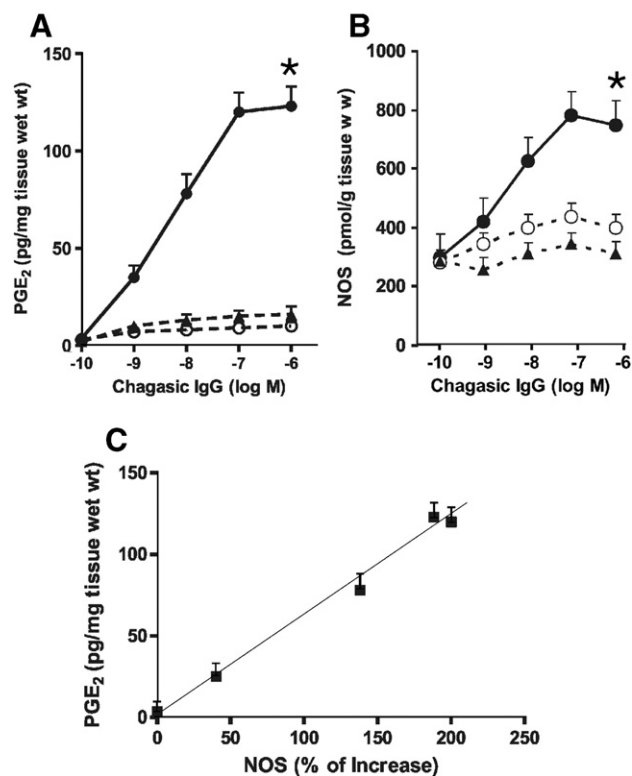 A
PGE₂ (pg/mg tissue wet wt)
150
100
50
0
-10 -9 -8 -7 -6
Chagasic IgG (log M)
*
B
NOS (pmol/g tissue w w)
1000
800
600
400
300
0
-10 -9 -8 -7 -6
Chagasic IgG (log M)
*
C
PGE₂ (pg/mg tissue wet wt)
150
100
50
0
0 50 100 150 200 250
NOS (% of Increase)